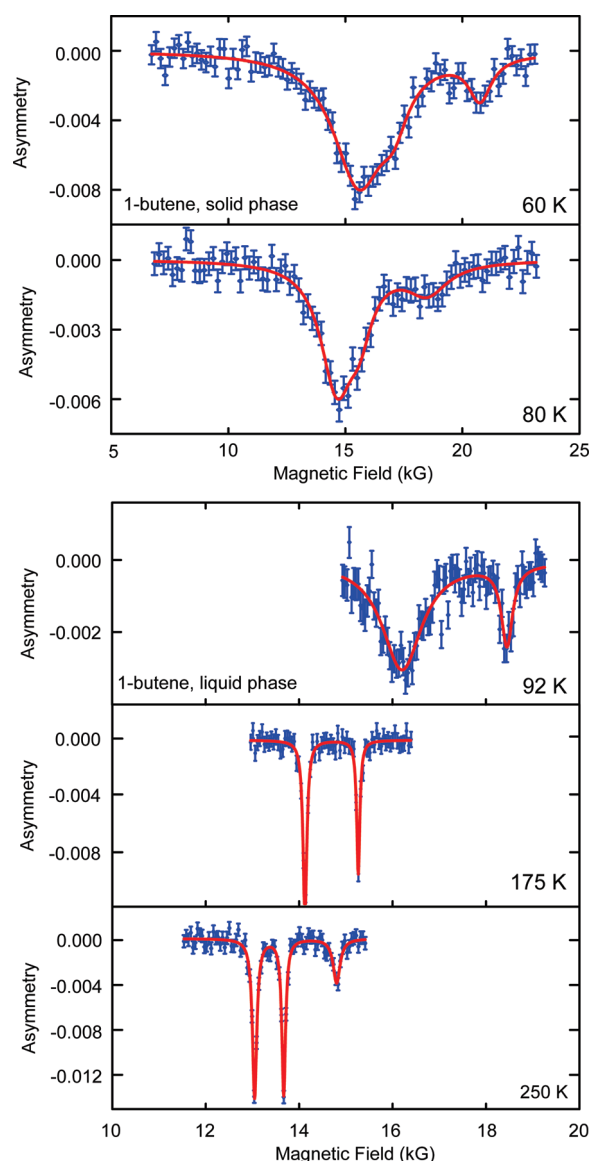 0.000
-0.004
-0.008
Asymmetry
1-butene, solid phase
60 K
0.000
-0.003
-0.006
Asymmetry
80 K
5 10 15 20 25
Magnetic Field (kG)
0.000
-0.002
Asymmetry
1-butene, liquid phase
92 K
0.000
-0.004
-0.008
Asymmetry
175 K
0.000
-0.004
-0.008
-0.012
Asymmetry
250 K
10 12 14 16 18 20
Magnetic Field (kG)